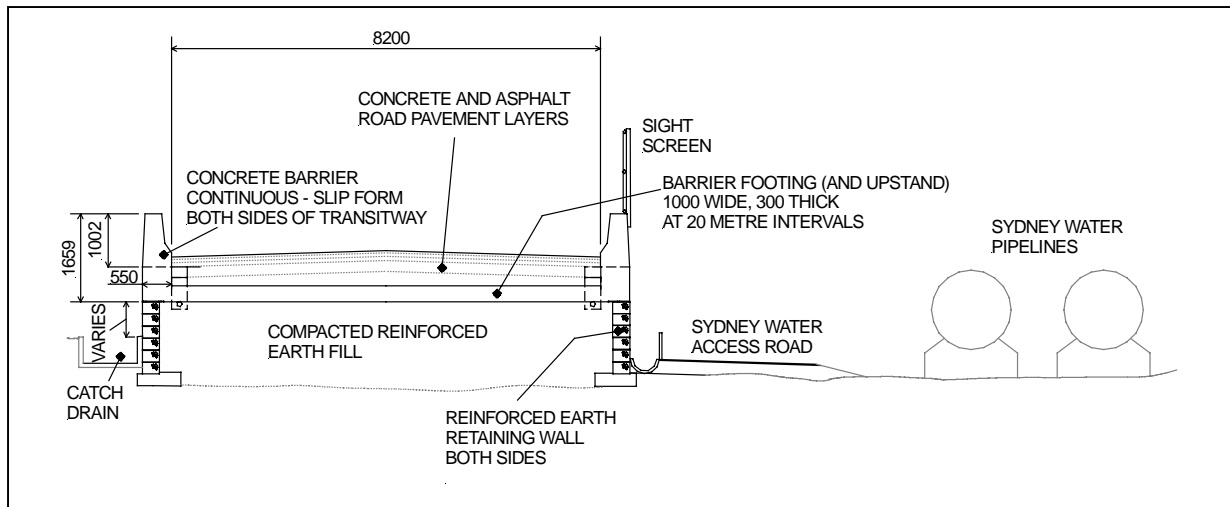 8200
CONCRETE AND ASPHALT
ROAD PAVEMENT LAYERS
SIGHT
SCREEN
CONCRETE BARRIER
CONTINUOUS - SLIP FORM
BOTH SIDES OF TRANSITWAY
BARRIER FOOTING (AND UPSTAND)
1000 WIDE, 300 THICK
AT 20 METRE INTERVALS
SYDNEY WATER
PIPELINES
1659
1002
550
VARIES
COMPACTED REINFORCED
EARTH FILL
SYDNEY WATER
ACCESS ROAD
CATCH
DRAIN
REINFORCED EARTH
RETAINING WALL
BOTH SIDES